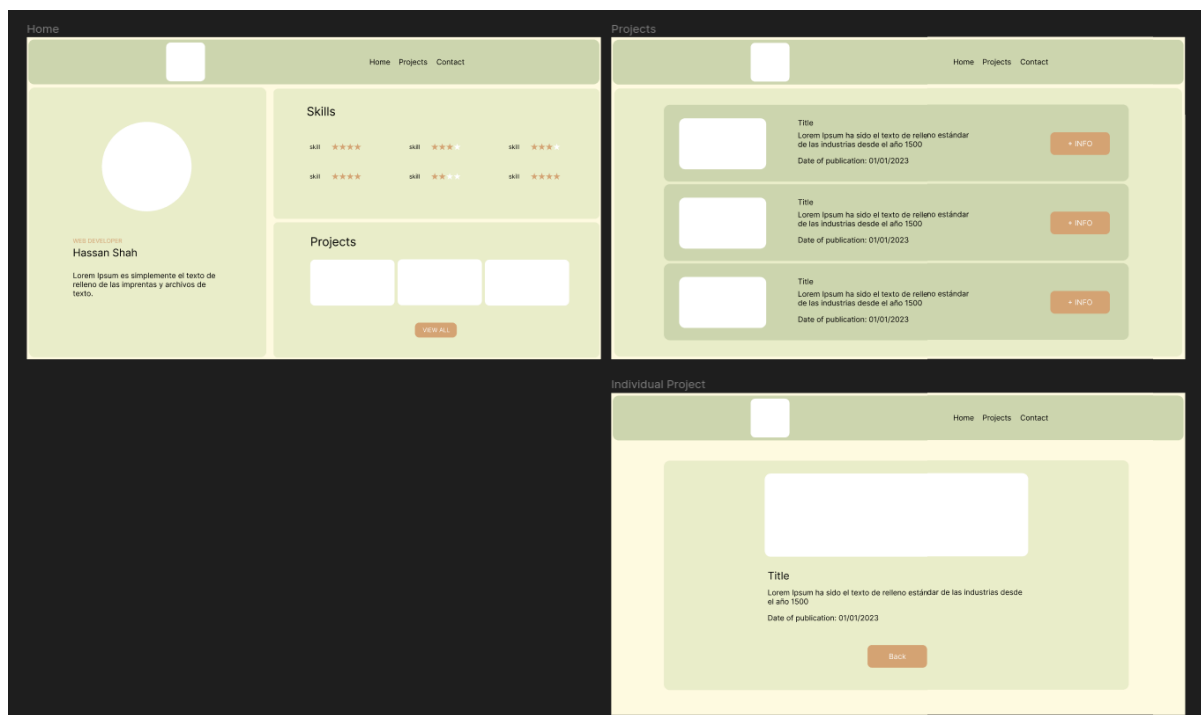 Home
Home Projects Contact
WEB DEVELOPER
Hassan Shah
Lorem Ipsum es simplemente el texto de
relleno de las imprentas y archivos de
texto.
Skills
skill ★★★★ skill ★★★★ skill ★★★★
skill ★★★★ skill ★★★★ skill ★★★★
Projects
VIEW ALL
Projects
Home Projects Contact
Title
Lorem Ipsum ha sido el texto de relleno estándar
de las industrias desde el año 1500
Date of publication: 01/01/2023
+ INFO
Title
Lorem Ipsum ha sido el texto de relleno estándar
de las industrias desde el año 1500
Date of publication: 01/01/2023
+ INFO
Title
Lorem Ipsum ha sido el texto de relleno estándar
de las industrias desde el año 1500
Date of publication: 01/01/2023
+ INFO
Individual Project
Home Projects Contact
Title
Lorem Ipsum ha sido el texto de relleno estándar de las industrias desde
el año 1500
Date of publication: 01/01/2023
Back